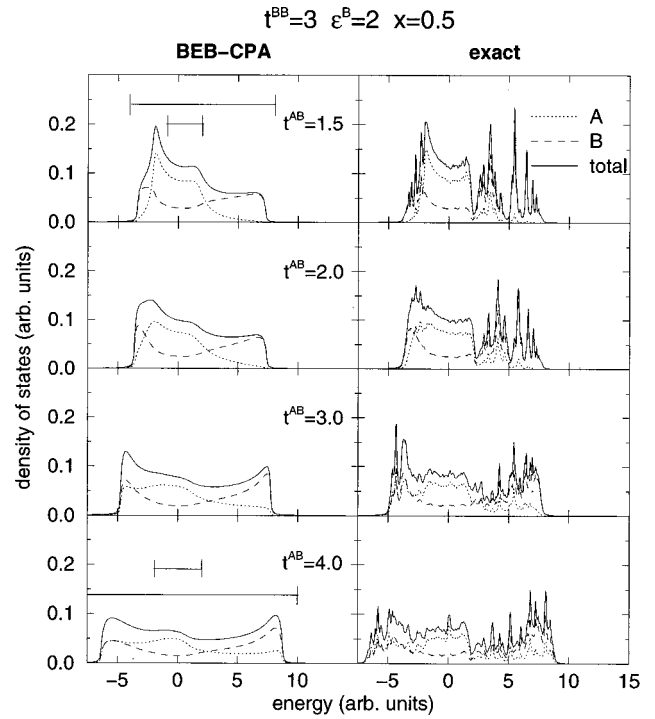 t^BB=3 ε^B=2 x=0.5
BEB−CPA
exact
density of states (arb. units)
0.2
0.1
0.0
t^AB=1.5
A
B
total
0.2
0.1
0.0
t^AB=2.0
0.2
0.1
0.0
t^AB=3.0
0.2
0.1
0.0
t^AB=4.0
−5 0 5 10
−5 0 5 10 15
energy (arb. units)
energy (arb. units)